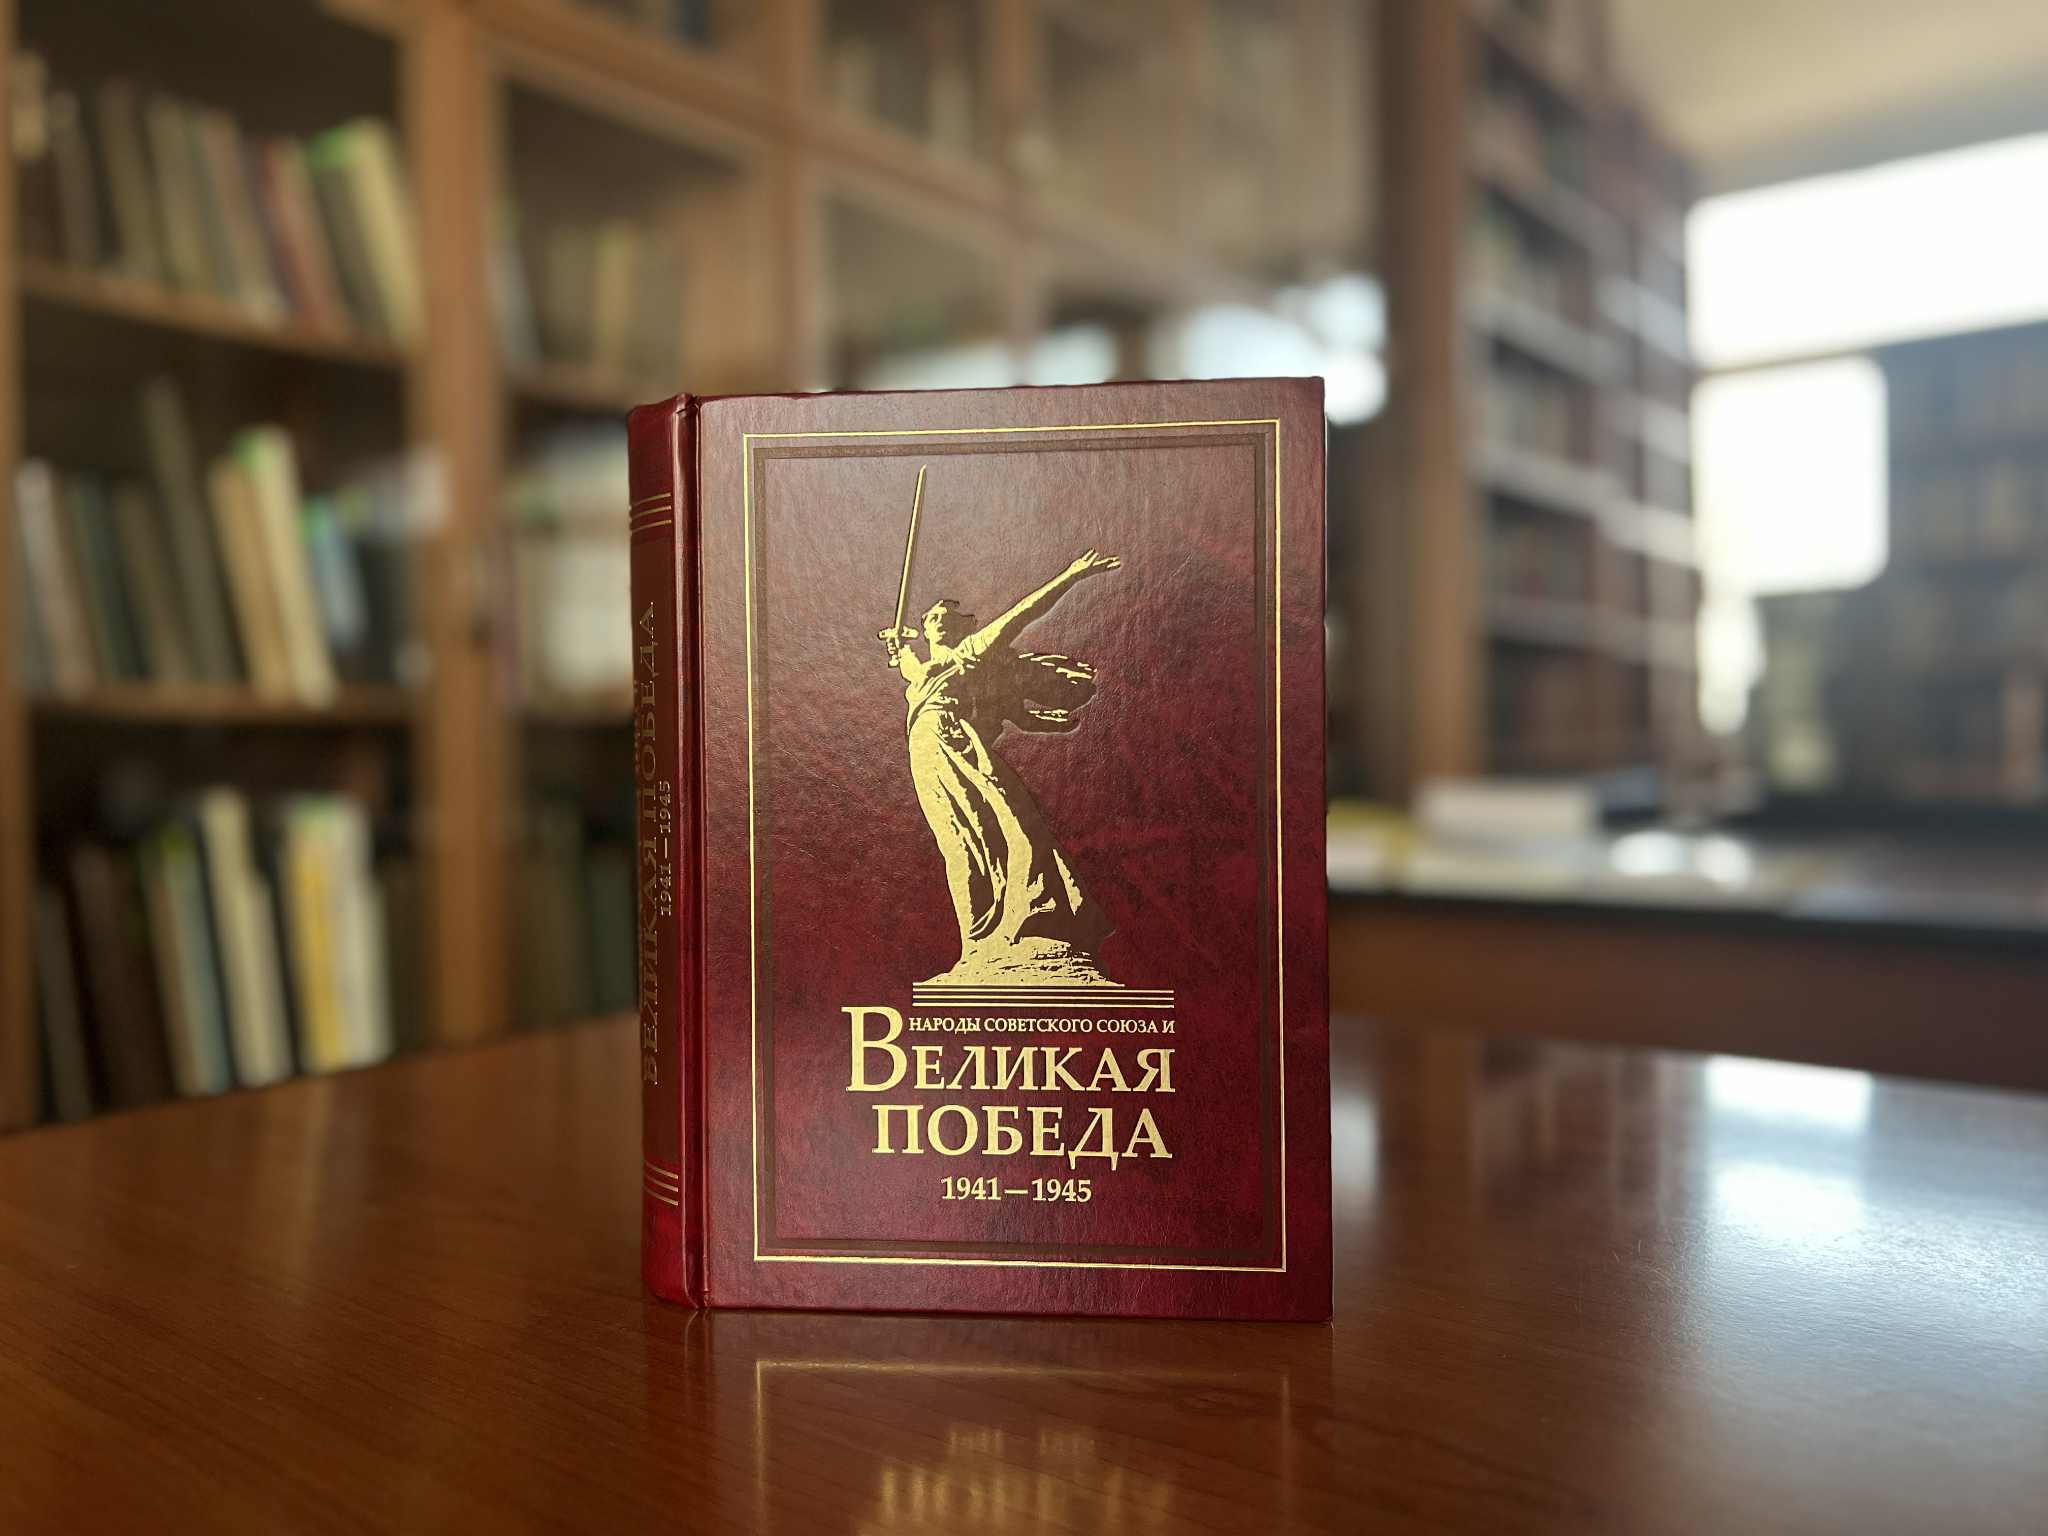 НАРОДЫ СОВЕТСКОГО СОЮЗА И
ВЕЛИКАЯ
ПОБЕДА
1941—1945
ВЕЛИКАЯ ПОБЕДА
1941—1945